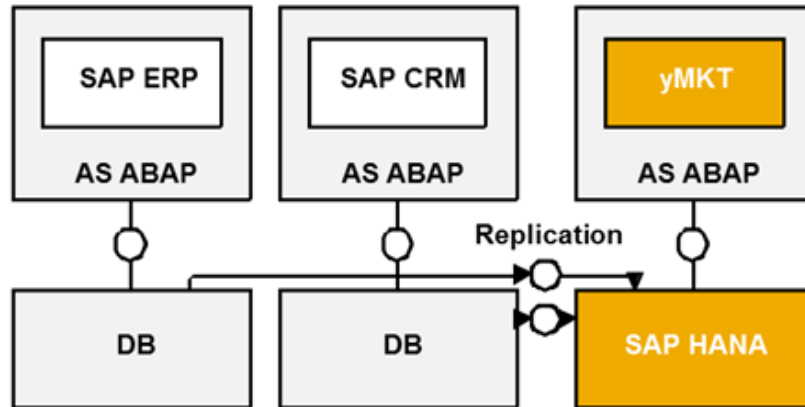 SAP ERP
AS ABAP
SAP CRM
AS ABAP
yMKT
AS ABAP
Replication
DB
DB
SAP HANA